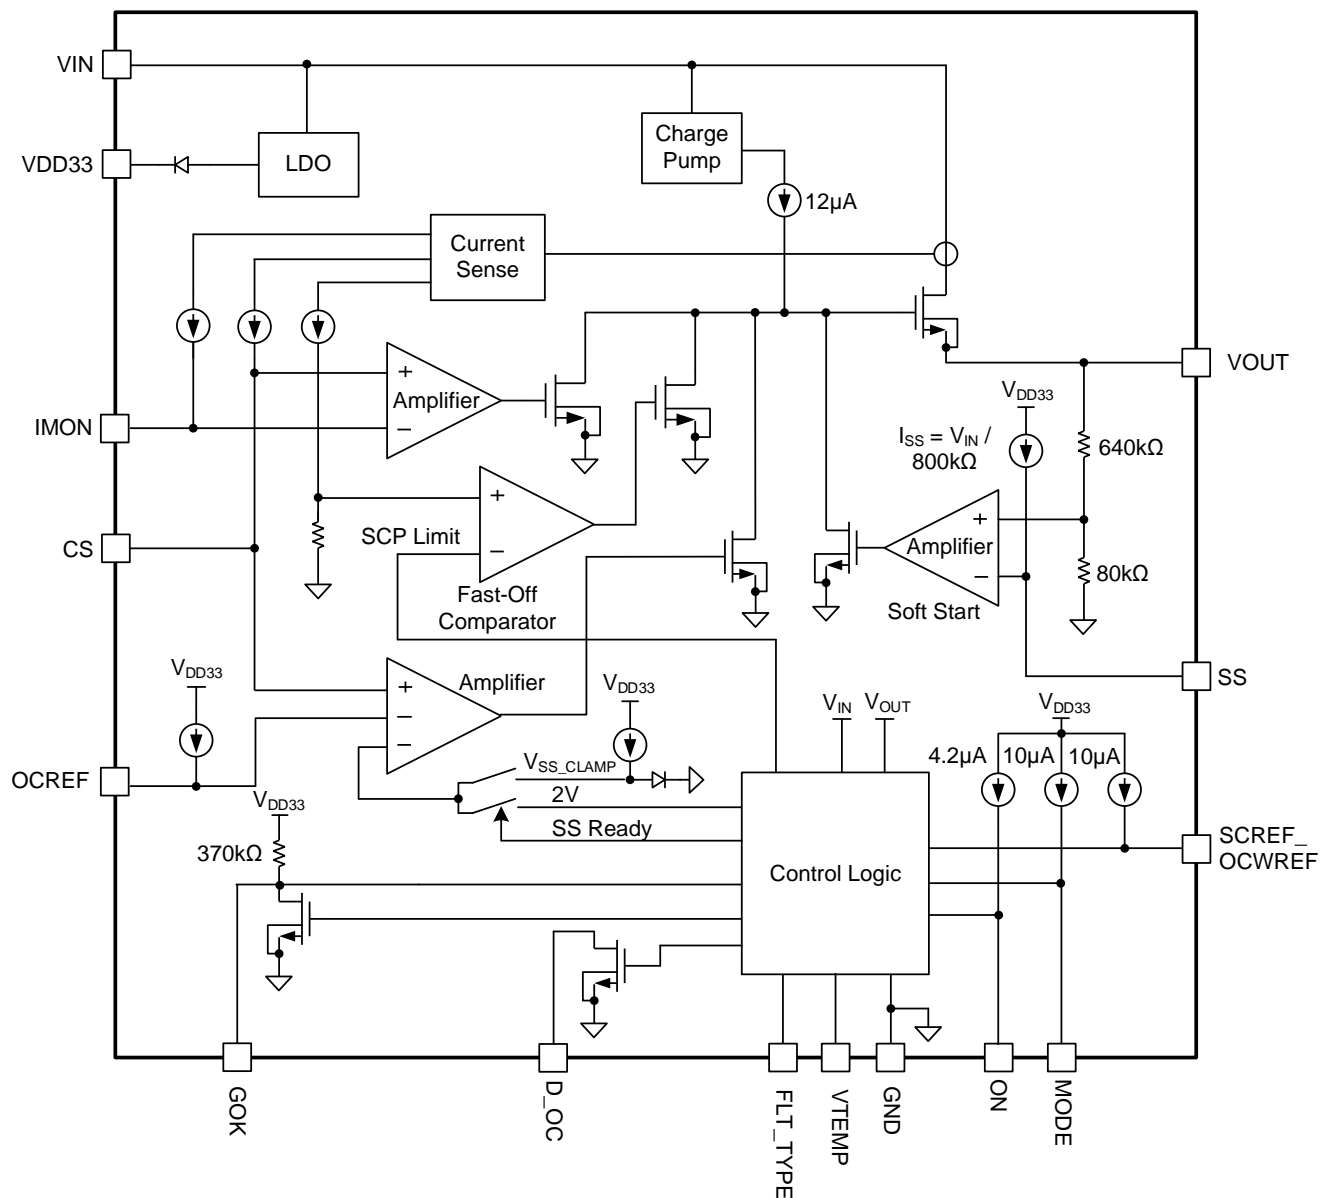 VIN
VDD33
LDO
Charge
Pump
12µA
Current
Sense
+
Amplifier
−
IMON
VOUT
VDD33
ISS = VIN /
800kΩ
640kΩ
+
SCP Limit
−
Fast-Off
Comparator
CS
+
Amplifier
−
Soft Start
80kΩ
VDD33
+
−
−
Amplifier
VDD33
SS
OCREF
VSS_CLAMP
2V
SS Ready
VIN
VOUT
VDD33
4.2µA
10µA
10µA
VDD33
370kΩ
Control Logic
SCREF_
OCWREF
GOK
D_OC
FLT_TYPE
VTEMP
GND
ON
MODE